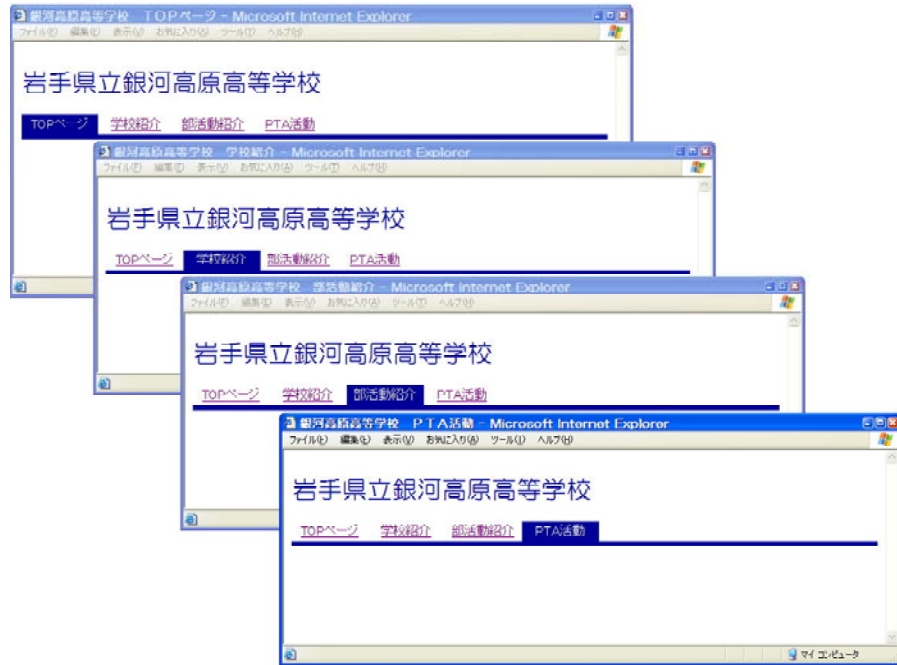 銀河高原高等学校 TOPページ - Microsoft Internet Explorer
ファイル(F) 編集(E) 表示(V) お気に入り(A) ツール(T) ヘルプ(H)
岩手県立銀河高原高等学校
TOPページ 学校紹介 部活動紹介 PTA活動
銀河高原高等学校 学校紹介 - Microsoft Internet Explorer
ファイル(F) 編集(E) 表示(V) お気に入り(A) ツール(T) ヘルプ(H)
岩手県立銀河高原高等学校
TOPページ 学校紹介 部活動紹介 PTA活動
銀河高原高等学校 部活動紹介 - Microsoft Internet Explorer
ファイル(F) 編集(E) 表示(V) お気に入り(A) ツール(T) ヘルプ(H)
岩手県立銀河高原高等学校
TOPページ 学校紹介 部活動紹介 PTA活動
銀河高原高等学校 PTA活動 - Microsoft Internet Explorer
ファイル(F) 編集(E) 表示(V) お気に入り(A) ツール(T) ヘルプ(H)
岩手県立銀河高原高等学校
TOPページ 学校紹介 部活動紹介 PTA活動
マイ コンピュータ